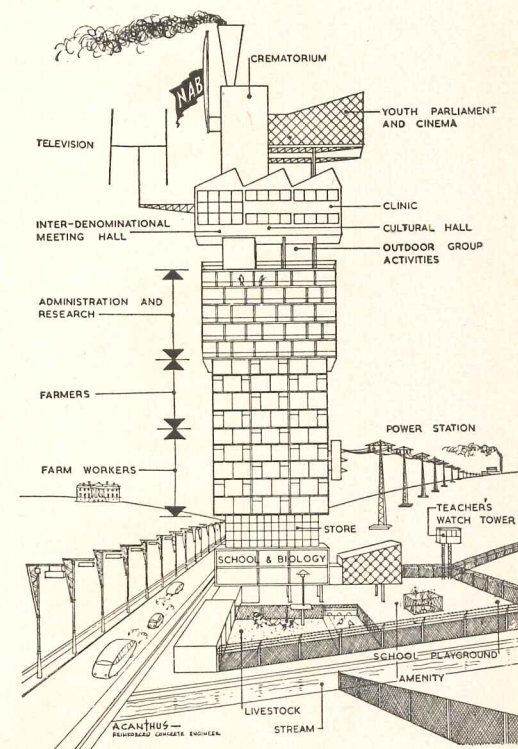 CREMATORIUM
NAB
YOUTH PARLIAMENT
AND CINEMA
TELEVISION
CLINIC
INTER-DENOMINATIONAL
MEETING HALL
CULTURAL HALL
OUTDOOR GROUP
ACTIVITIES
ADMINISTRATION AND
RESEARCH
FARMERS
POWER STATION
FARM WORKERS
TEACHER'S
WATCH TOWER
STORE
SCHOOL & BIOLOGY
SCHOOL PLAYGROUND
AMENITY
LIVESTOCK
STREAM
ACANTHUS—
REINFORCED CONCRETE ENGINEER